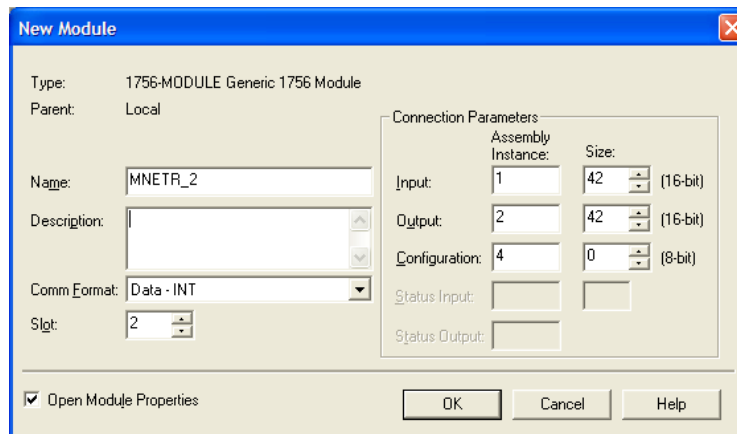 New Module
Type: 1756-MODULE Generic 1756 Module
Parent: Local
Name: MNETR_2
Description:
Comm Format: Data - INT
Slot: 2
Connection Parameters
Assembly Instance: Size:
Input: 1 42 (16-bit)
Output: 2 42 (16-bit)
Configuration: 4 0 (8-bit)
Status Input:
Status Output:
Open Module Properties
OK Cancel Help